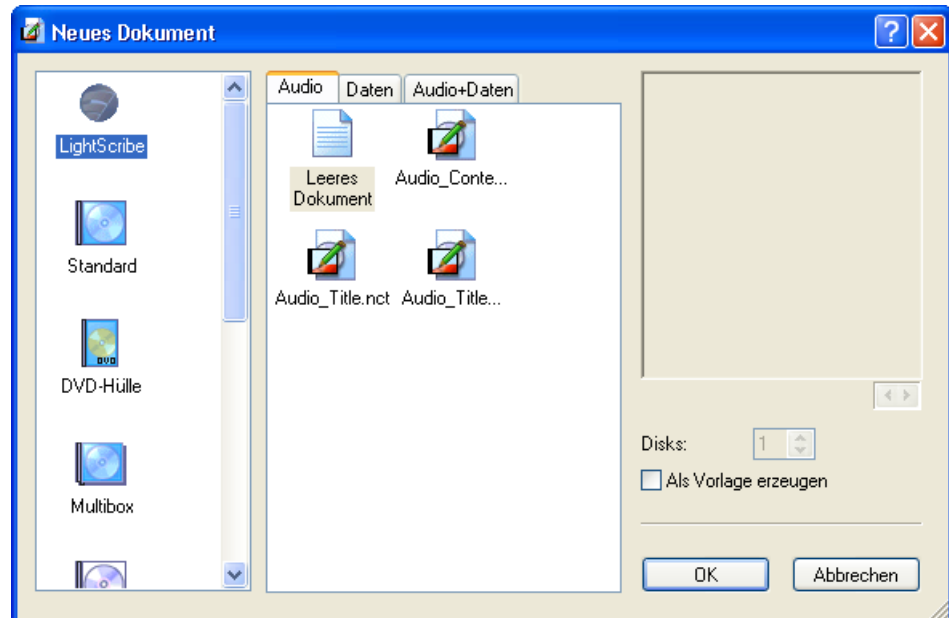 Neues Dokument
LightScribe
Standard
DVD
DVD-Hülle
Multibox
Audio
Daten
Audio+Daten
Leeres
Dokument
Audio_Conte...
Audio_Title.nct
Audio_Title...
Disks:
1
Als Vorlage erzeugen
OK
Abbrechen